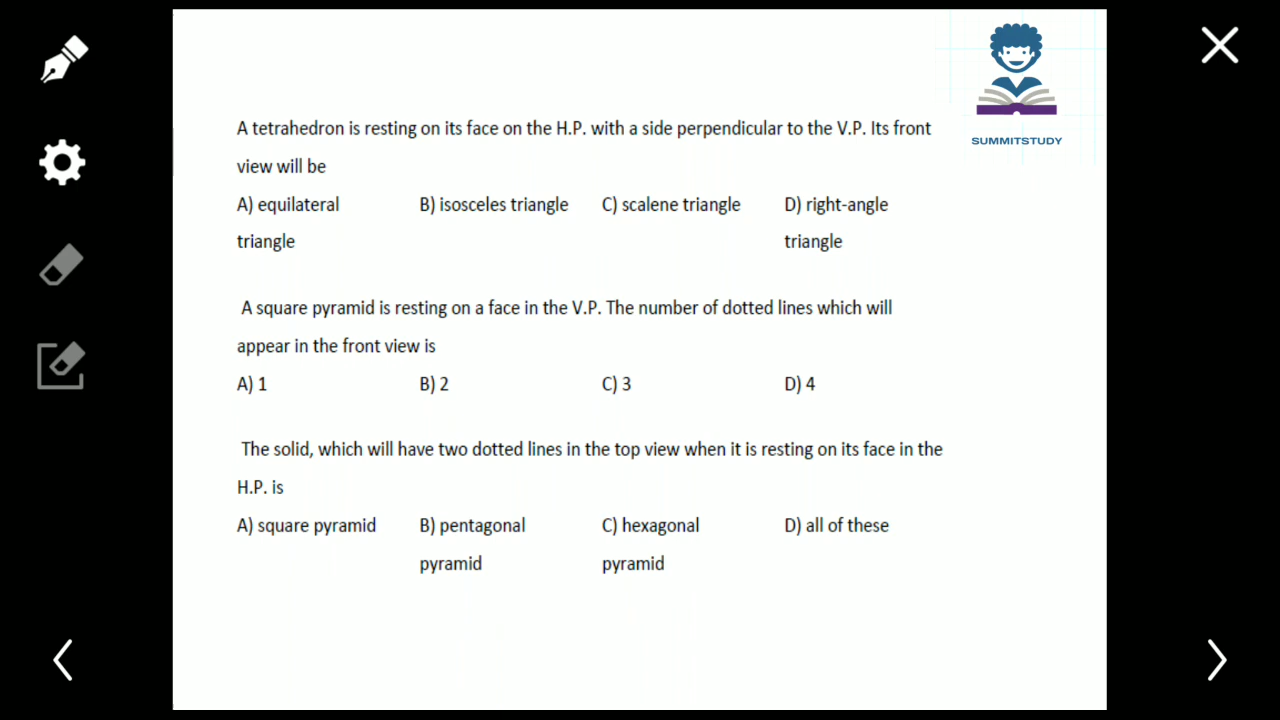 SUMMITSTUDY
A tetrahedron is resting on its face on the H.P. with a side perpendicular to the V.P. Its front
view will be
A) equilateral triangle
B) isosceles triangle
C) scalene triangle
D) right-angle triangle
A square pyramid is resting on a face in the V.P. The number of dotted lines which will
appear in the front view is
A) 1
B) 2
C) 3
D) 4
The solid, which will have two dotted lines in the top view when it is resting on its face in the
H.P. is
A) square pyramid
B) pentagonal pyramid
C) hexagonal pyramid
D) all of these